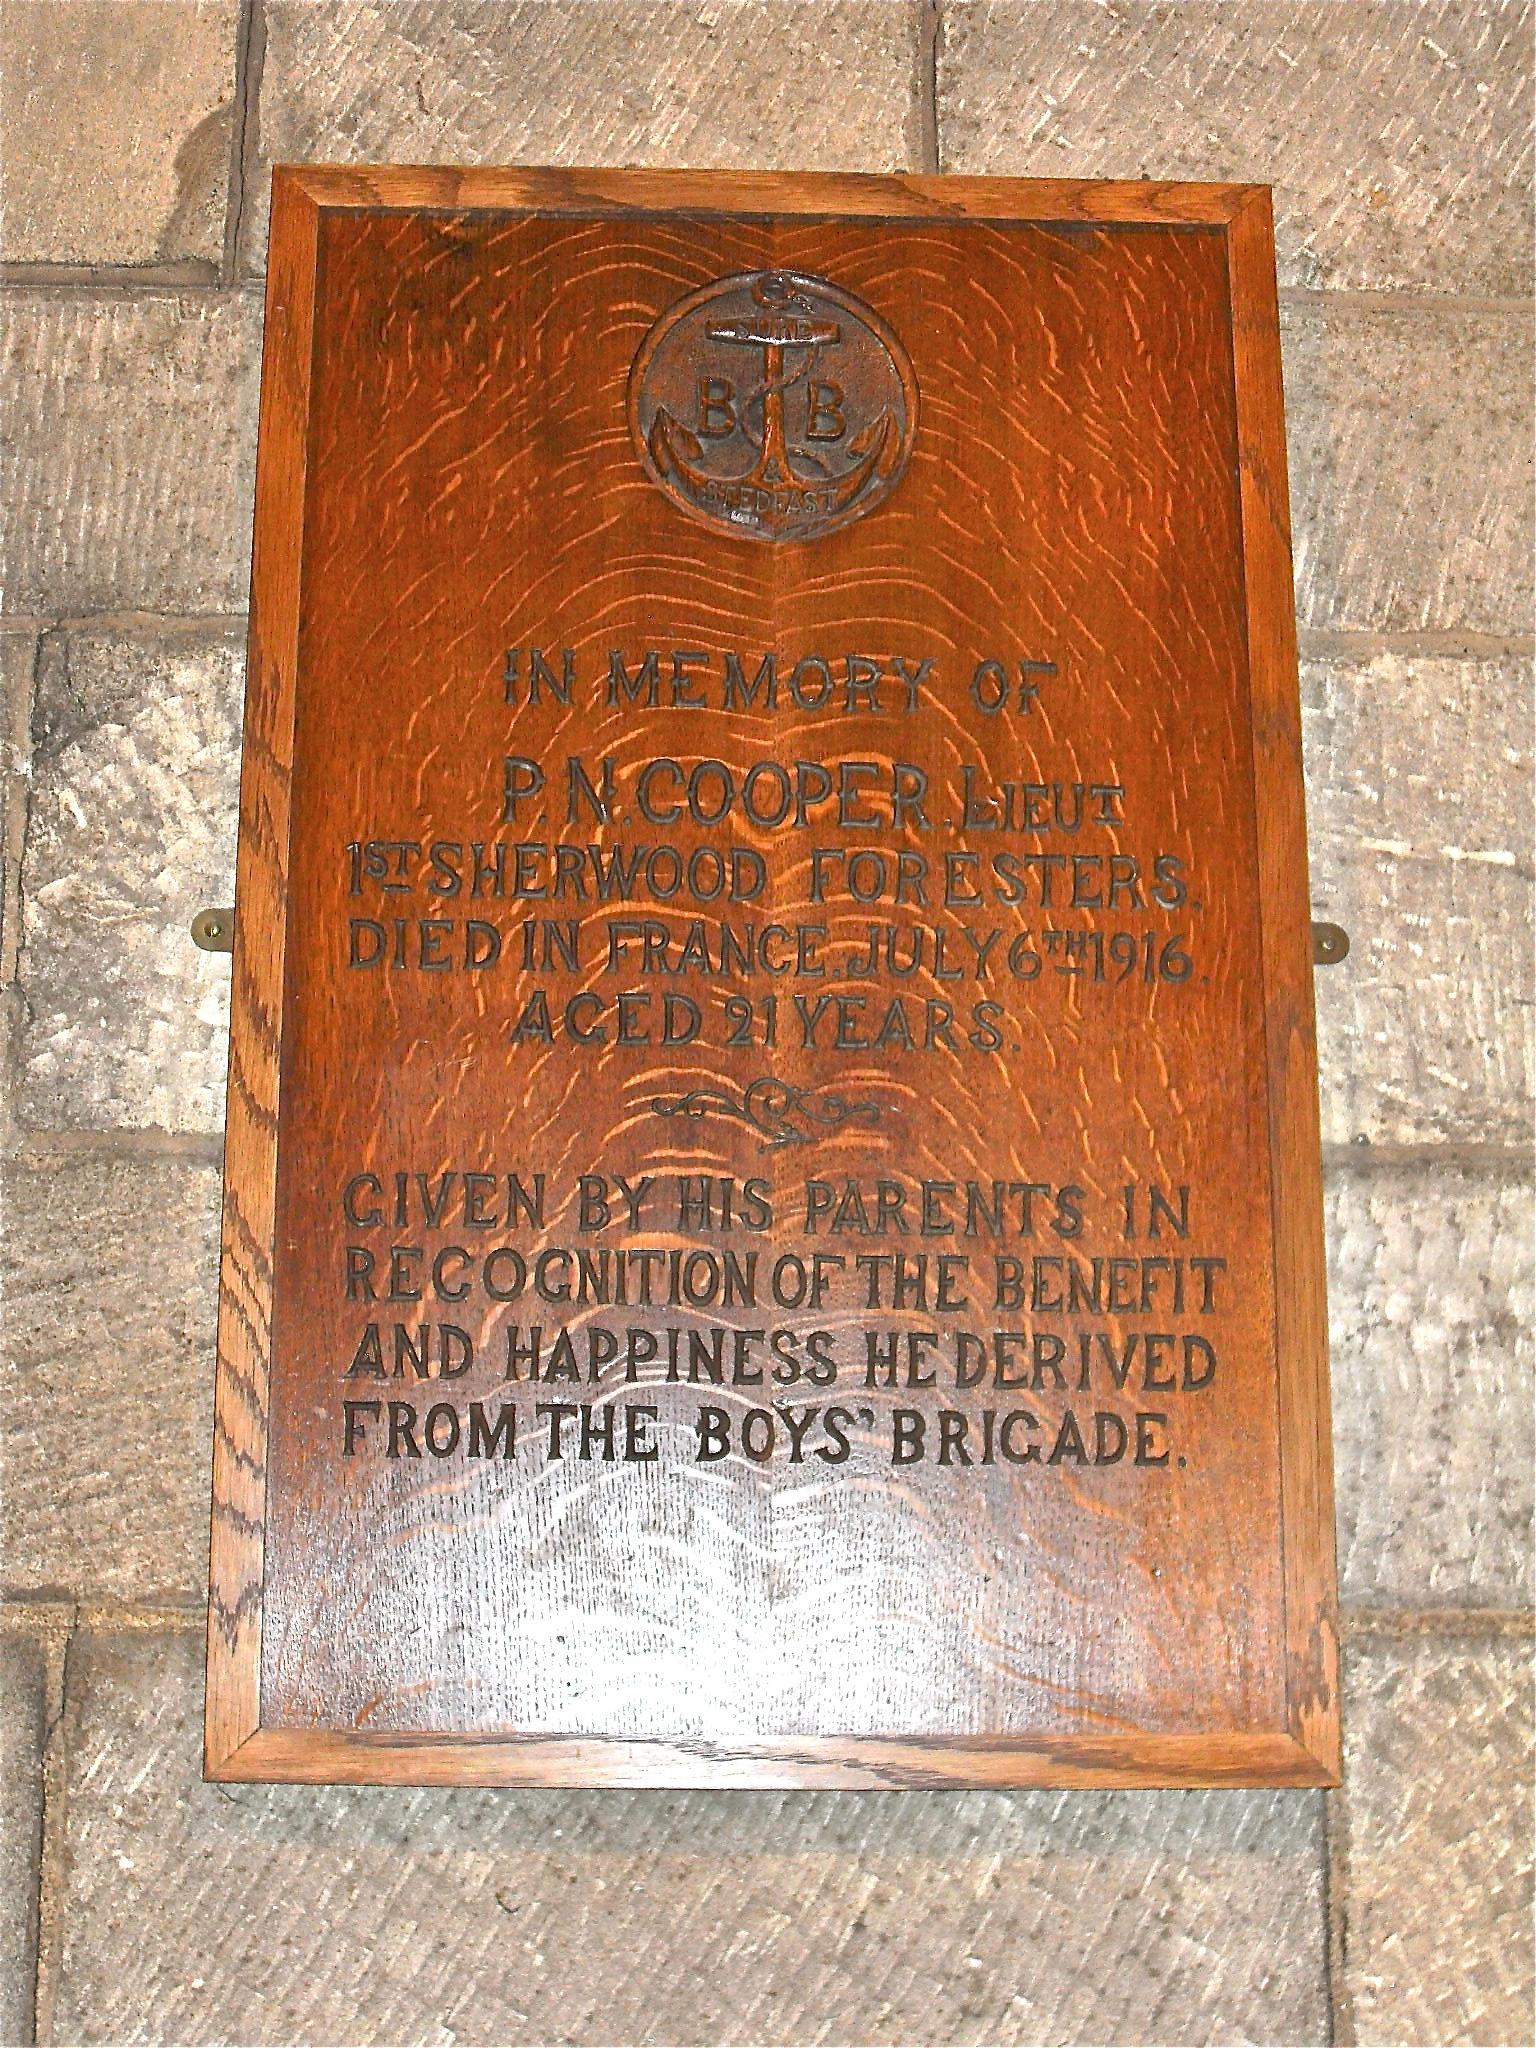 SURE
B B
&
STEDFAST
IN MEMORY OF
P. N. COOPER. LIEUT
1ST SHERWOOD FORESTERS.
DIED IN FRANCE. JULY 6TH 1916.
AGED 21 YEARS.
GIVEN BY HIS PARENTS IN
RECOGNITION OF THE BENEFIT
AND HAPPINESS HE DERIVED
FROM THE BOYS' BRIGADE.